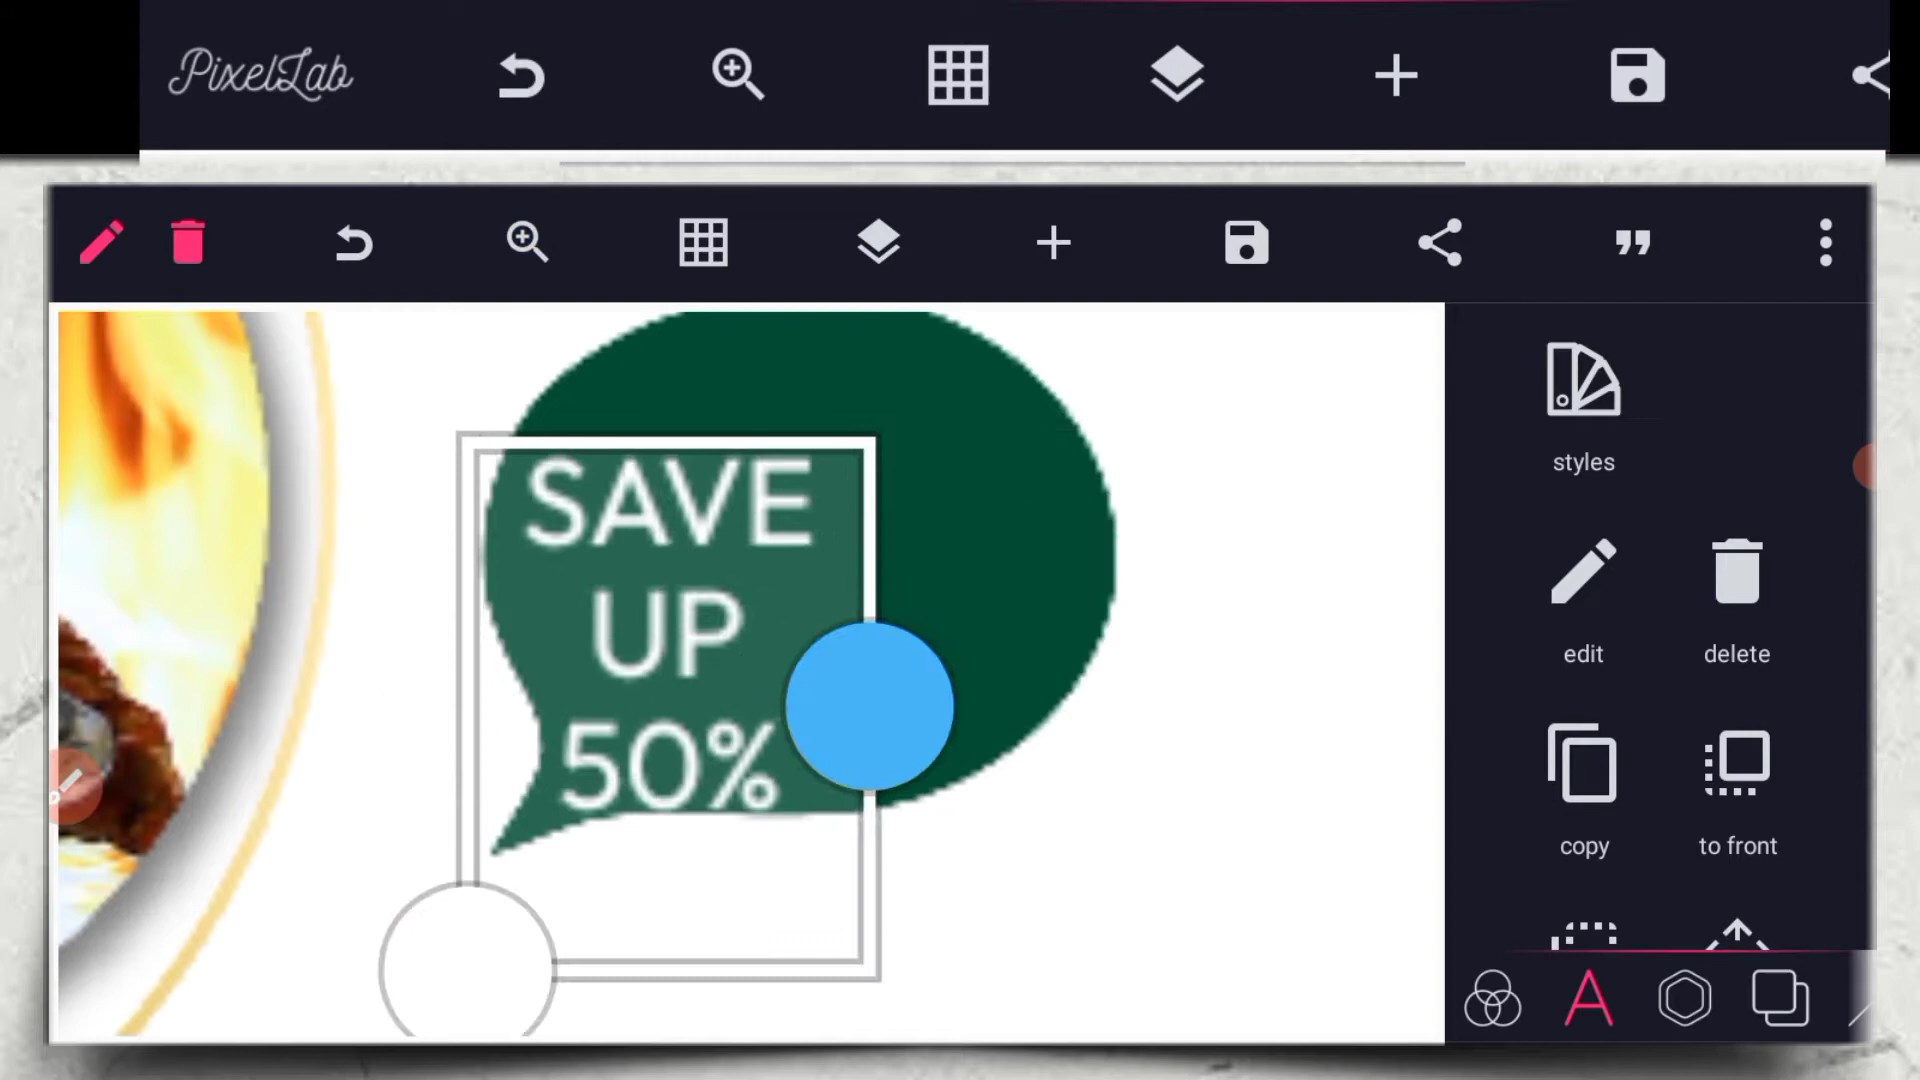 PixelLab
styles
SAVE
UP
50%
edit
delete
copy
to front